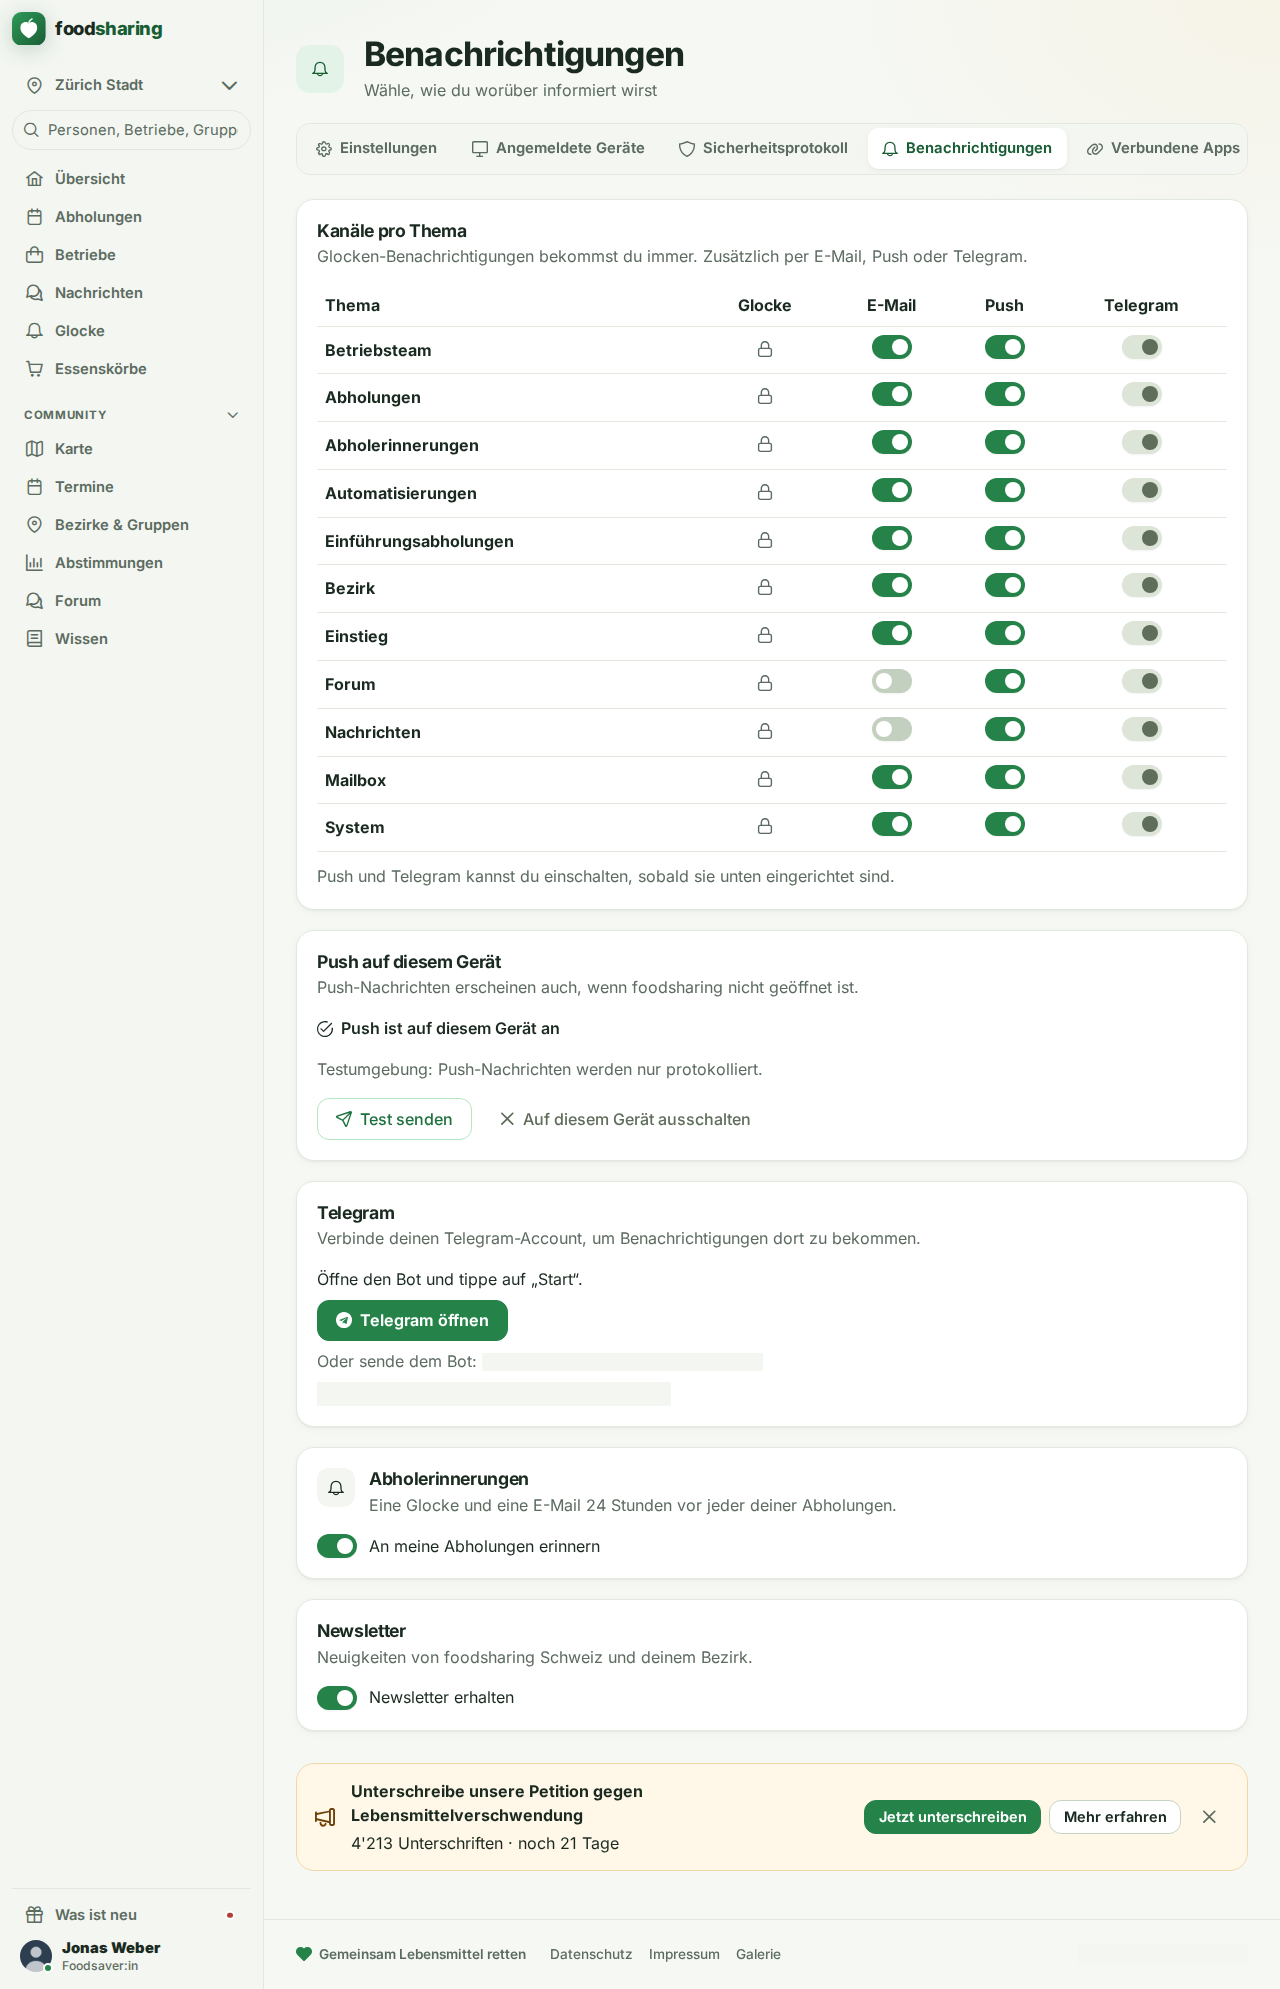 foodsharing
Zürich Stadt
Personen, Betriebe, Grupp
Übersicht
Abholungen
Betriebe
Nachrichten
Glocke
Essenskörbe
COMMUNITY
Karte
Termine
Bezirke & Gruppen
Abstimmungen
Forum
Wissen
Was ist neu
Jonas Weber
Foodsaver:in
Benachrichtigungen
Wähle, wie du worüber informiert wirst
Einstellungen Angemeldete Geräte Sicherheitsprotokoll Benachrichtigungen Verbundene Apps
Kanäle pro Thema
Glocken-Benachrichtigungen bekommst du immer. Zusätzlich per E-Mail, Push oder Telegram.
Thema Glocke E-Mail Push Telegram
Betriebsteam
Abholungen
Abholerinnerungen
Automatisierungen
Einführungsabholungen
Bezirk
Einstieg
Forum
Nachrichten
Mailbox
System
Push und Telegram kannst du einschalten, sobald sie unten eingerichtet sind.
Push auf diesem Gerät
Push-Nachrichten erscheinen auch, wenn foodsharing nicht geöffnet ist.
Push ist auf diesem Gerät an
Testumgebung: Push-Nachrichten werden nur protokolliert.
Test senden Auf diesem Gerät ausschalten
Telegram
Verbinde deinen Telegram-Account, um Benachrichtigungen dort zu bekommen.
Öffne den Bot und tippe auf „Start“.
Telegram öffnen
Oder sende dem Bot:
Abholerinnerungen
Eine Glocke und eine E-Mail 24 Stunden vor jeder deiner Abholungen.
An meine Abholungen erinnern
Newsletter
Neuigkeiten von foodsharing Schweiz und deinem Bezirk.
Newsletter erhalten
Unterschreibe unsere Petition gegen
Lebensmittelverschwendung
4'213 Unterschriften · noch 21 Tage
Jetzt unterschreiben Mehr erfahren
Gemeinsam Lebensmittel retten Datenschutz Impressum Galerie